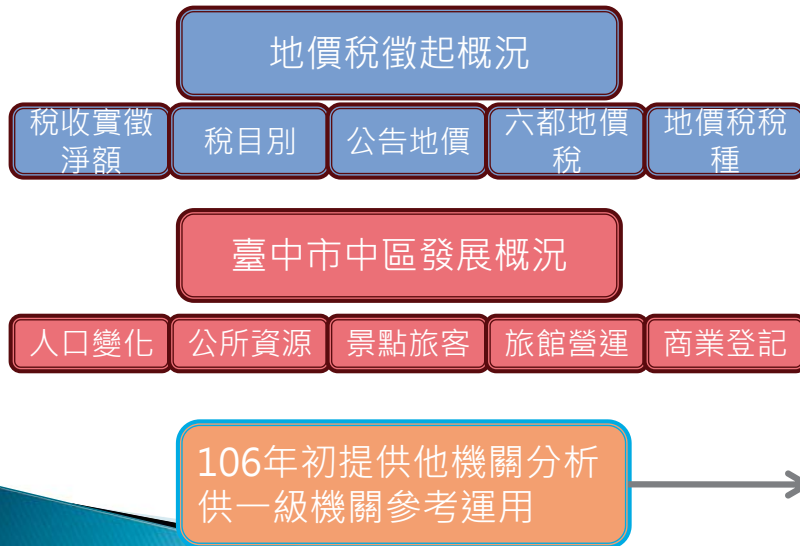 地價稅徵起概況
稅收實徵
淨額
稅目別
公告地價
六都地價
稅
地價稅稅
種
臺中市中區發展概況
人口變化
公所資源
景點旅客
旅館營運
商業登記
106年初提供他機關分析
供一級機關參考運用